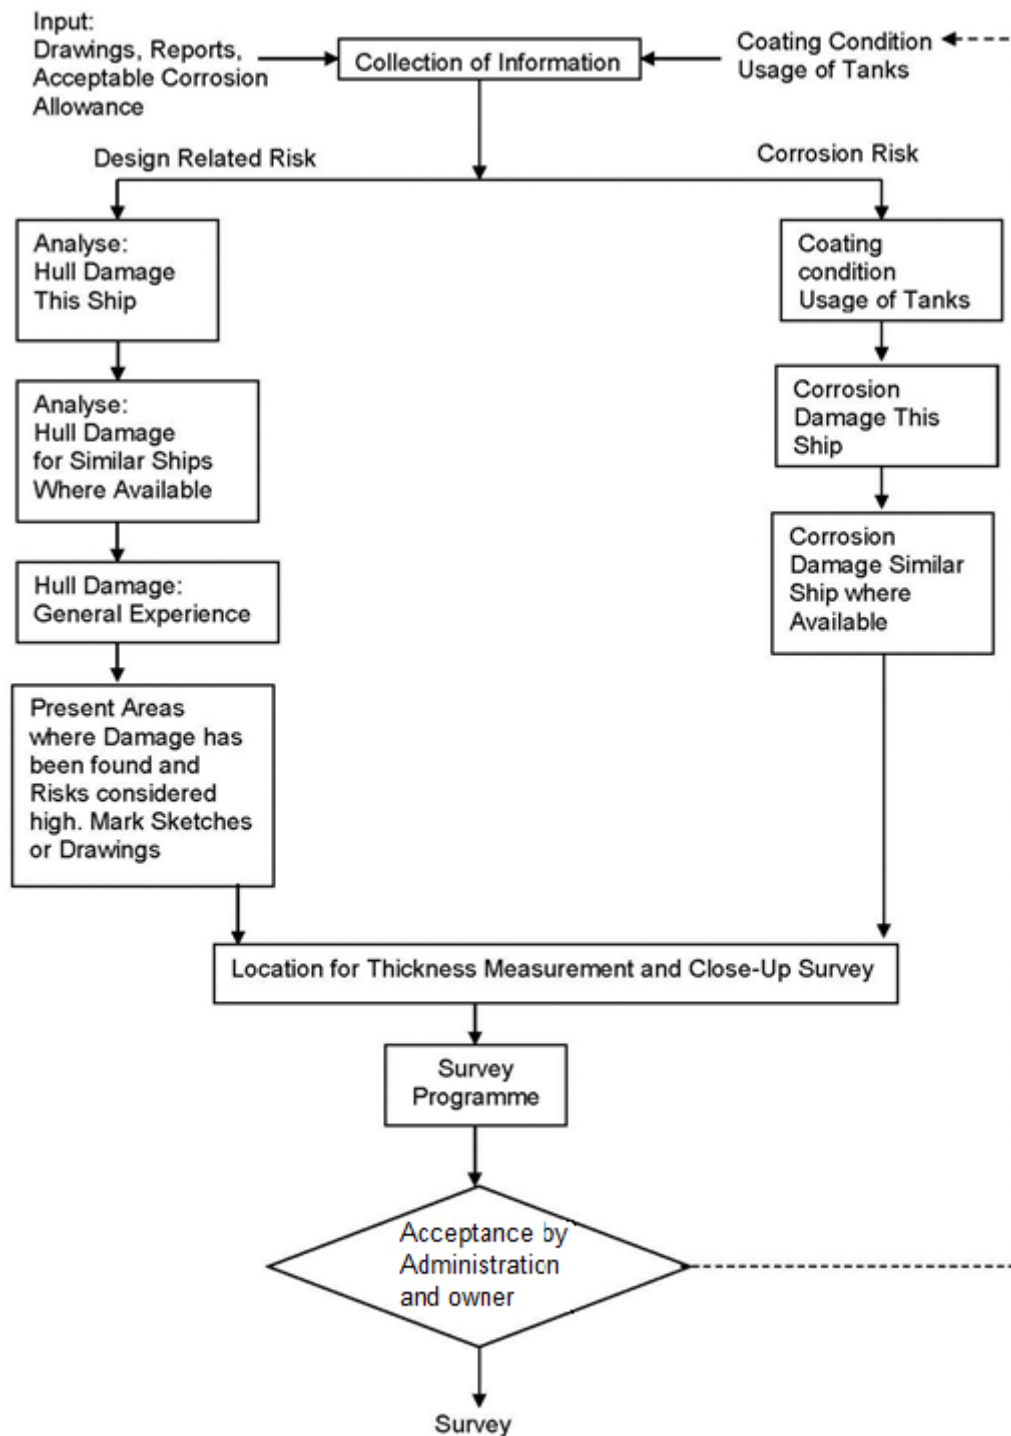 Input:
Drawings, Reports,
Acceptable Corrosion
Allowance
Collection of Information
Coating Condition
Usage of Tanks
Design Related Risk
Corrosion Risk
Analyse:
Hull Damage
This Ship
Analyse:
Hull Damage
for Similar Ships
Where Available
Hull Damage:
General Experience
Present Areas
where Damage has
been found and
Risks considered
high. Mark Sketches
or Drawings
Coating
condition
Usage of Tanks
Corrosion
Damage This
Ship
Corrosion
Damage Similar
Ship where
Available
Location for Thickness Measurement and Close-Up Survey
Survey
Programme
Acceptance by
Administration
and owner
Survey